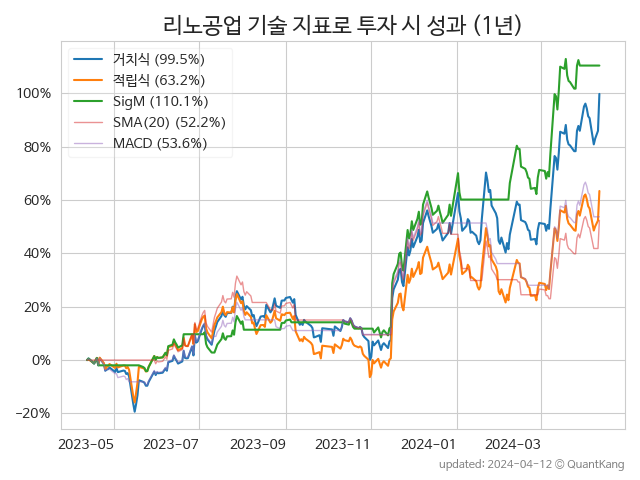 리노공업 기술 지표로 투자 시 성과 (1년)
거치식 (99.5%)
적립식 (63.2%)
SigM (110.1%)
SMA(20) (52.2%)
MACD (53.6%)
100%
80%
60%
40%
20%
0%
−20%
2023-05 2023-07 2023-09 2023-11 2024-01 2024-03
updated: 2024-04-12 © QuantKang